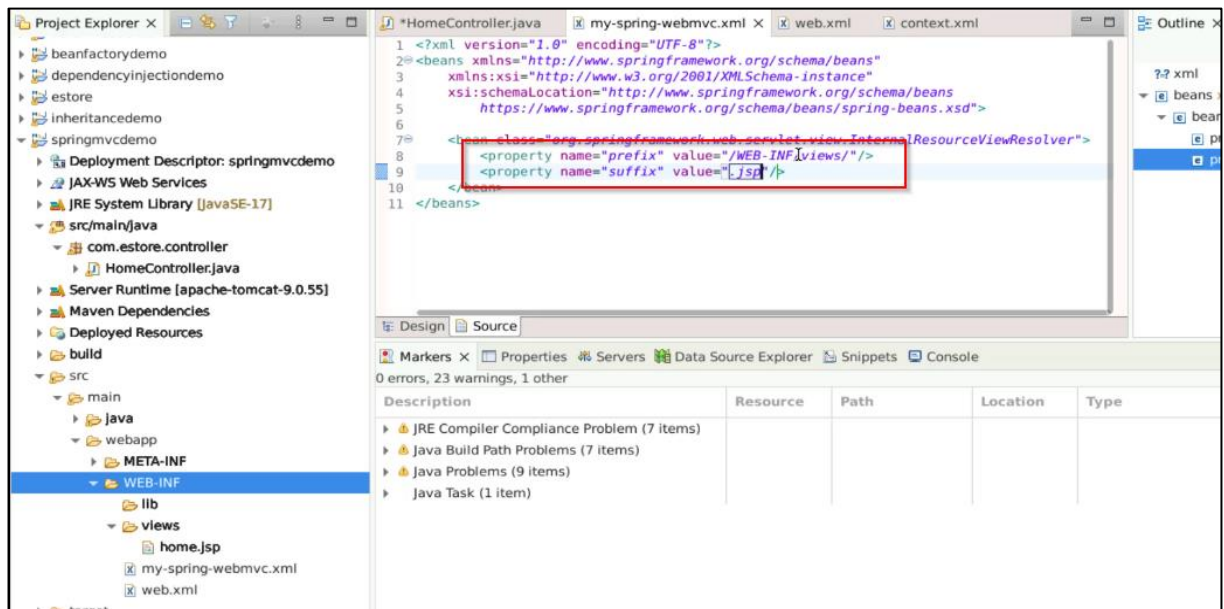 Project Explorer
beanfactorydemo
dependencyinjectiondemo
estore
inheritancedemo
springmvcdemo
Deployment Descriptor: springmvcdemo
JAX-WS Web Services
JRE System Library [JavaSE-17]
src/main/java
com.estore.controller
HomeController.java
Server Runtime [apache-tomcat-9.0.55]
Maven Dependencies
Deployed Resources
build
src
main
java
webapp
META-INF
WEB-INF
lib
views
home.jsp
my-spring-webmvc.xml
web.xml
*HomeController.java my-spring-webmvc.xml web.xml context.xml
1 <?xml version="1.0" encoding="UTF-8"?>
2 <beans xmlns="http://www.springframework.org/schema/beans"
3 xmlns:xsi="http://www.w3.org/2001/XMLSchema-instance"
4 xsi:schemaLocation="http://www.springframework.org/schema/beans
5 https://www.springframework.org/schema/beans/spring-beans.xsd">
6
7 <bean class="org.springframework.web.servlet.view.InternalResourceViewResolver">
8 <property name="prefix" value="/WEB-INF/views/"/>
9 <property name="suffix" value=".jsp"/>
10 </bean>
11 </beans>
Design Source
Markers Properties Servers Data Source Explorer Snippets Console
0 errors, 23 warnings, 1 other
Description Resource Path Location Type
JRE Compiler Compliance Problem (7 items)
Java Build Path Problems (7 items)
Java Problems (9 items)
Java Task (1 item)
Outline
?-? xml
beans